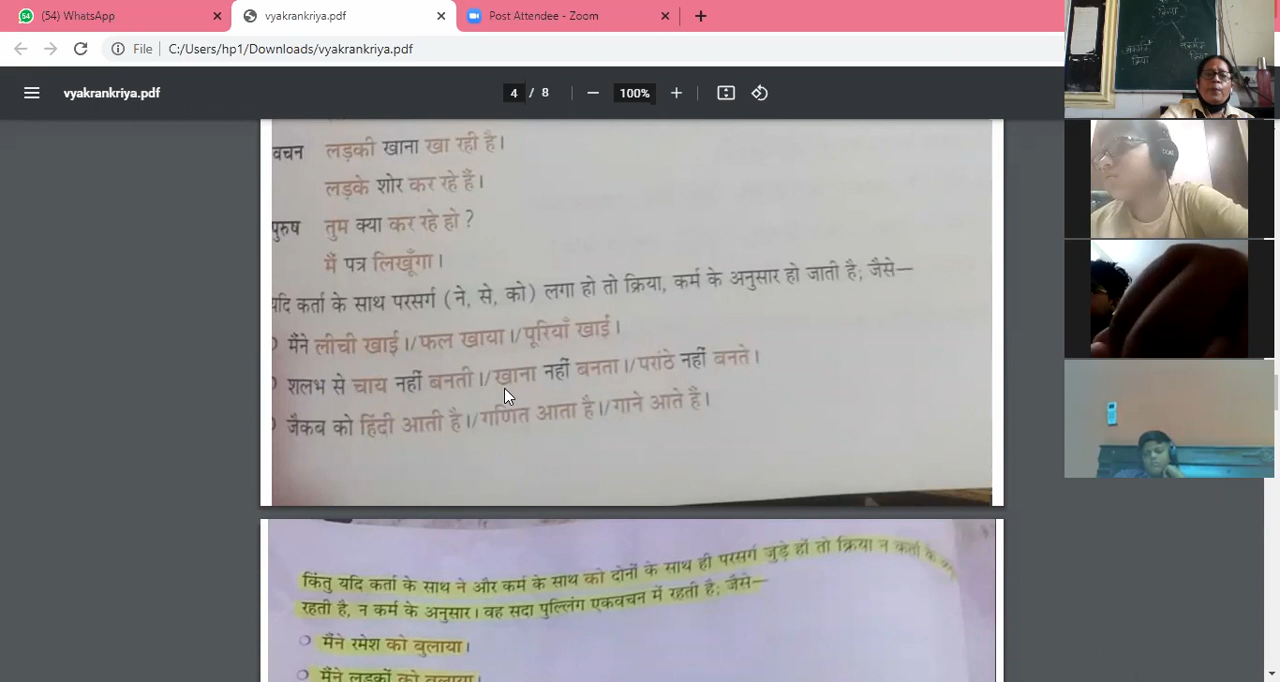 (54) WhatsApp
vyakrankriya.pdf
Post Attendee - Zoom
File
C:/Users/hp1/Downloads/vyakrankriya.pdf
vyakrankriya.pdf
4 / 8
100%
वचन लड़की खाना खा रही है।
लड़के शोर कर रहे हैं।
पुरुष तुम क्या कर रहे हो ?
मैं पत्र लिखूँगा।
यदि कर्ता के साथ परसर्ग (ने, से, को) लगा हो तो क्रिया, कर्म के अनुसार हो जाती है; जैसे—
मैंने लीची खाई।/फल खाया।/पूरियाँ खाईं।
शलभ से चाय नहीं बनती।/खाना नहीं बनता।/परांठे नहीं बनते।
जैकब को हिंदी आती है।/गणित आता है।/गाने आते हैं।
किंतु यदि कर्ता के साथ ने और कर्म के साथ को दोनों के साथ ही परसर्ग जुड़े हों तो क्रिया न कर्ता के
रहती है, न कर्म के अनुसार। वह सदा पुल्लिंग एकवचन में रहती है; जैसे—
मैंने रमेश को बुलाया।
मैंने लड़कों को बुलाया।
क्रिया
क्रिया
क्रिया